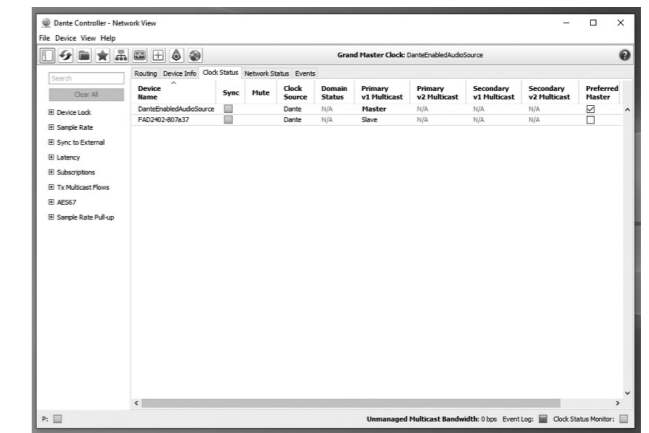 Dante Controller - Network View
File Device View Help
Grand Master Clock: DanteEnabledAudioSource
Search
Clear All
Device Lock
Sample Rate
Sync to External
Latency
Subscriptions
Tx Multicast Flows
AES67
Sample Rate Pull-up
Routing Device Info Clock Status Network Status Events
Device Name Sync Mute Clock Source Domain Status Primary v1 Multicast Primary v2 Multicast Secondary v1 Multicast Secondary v2 Multicast Preferred Master
DanteEnabledAudioSource Dante N/A Master N/A N/A N/A
FAD2402-807a37 Dante N/A Slave N/A N/A N/A
P: Unmanaged Multicast Bandwidth: 0 bps Event Log: Clock Status Monitor: